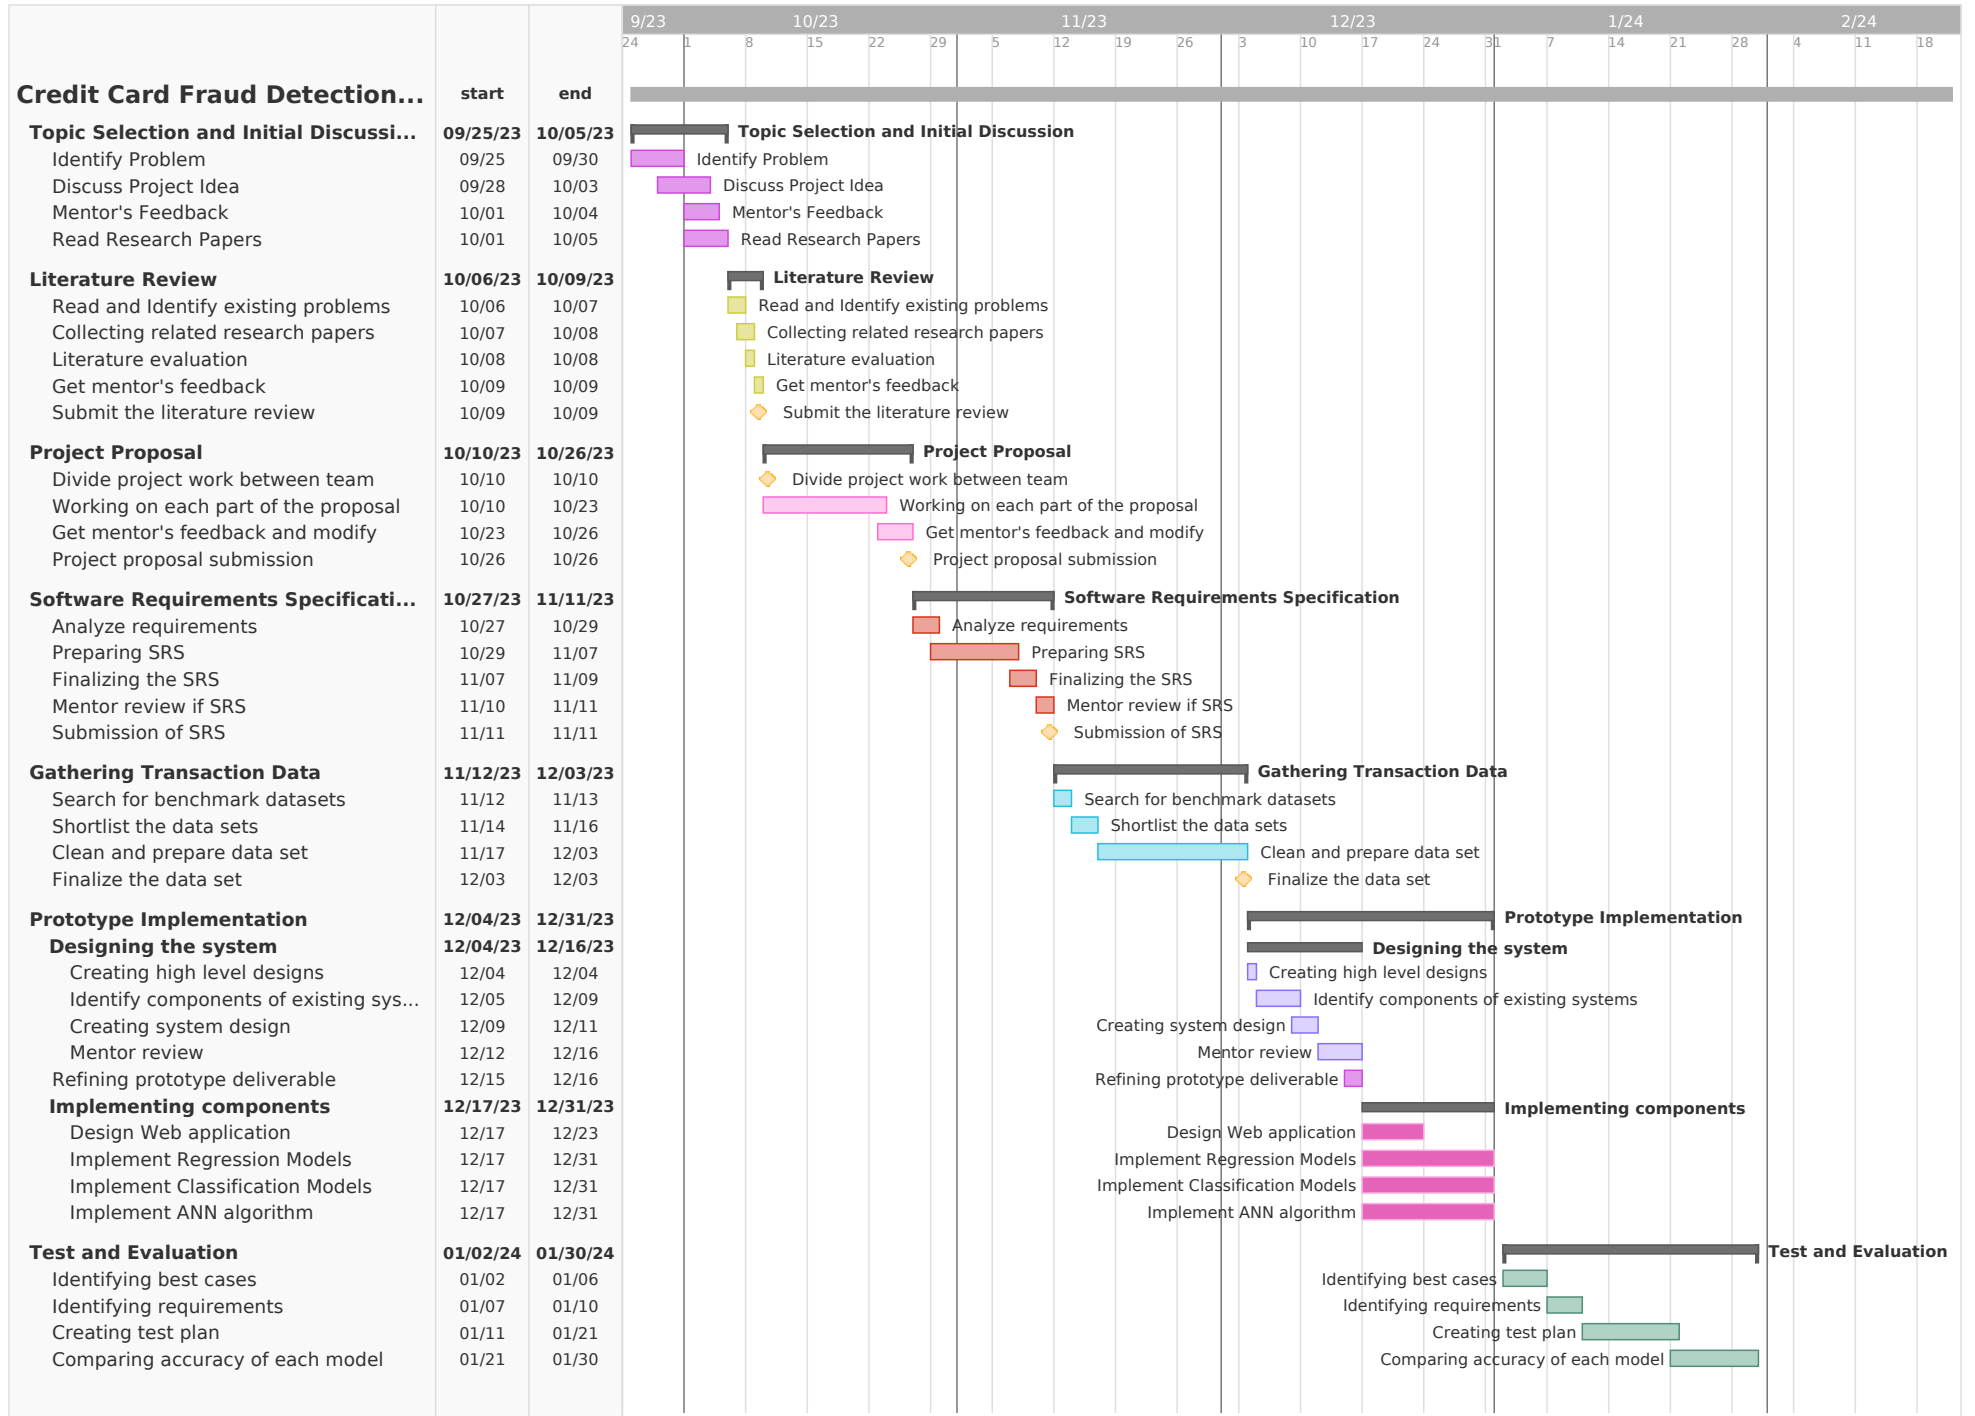 9/23 10/23 11/23 12/23 1/24 2/24
24 1 8 15 22 29 5 12 19 26 3 10 17 24 31 7 14 21 28 4 11 18
Credit Card Fraud Detection... start end
Topic Selection and Initial Discussi... 09/25/23 10/05/23 Topic Selection and Initial Discussion
Identify Problem 09/25 09/30 Identify Problem
Discuss Project Idea 09/28 10/03 Discuss Project Idea
Mentor's Feedback 10/01 10/04 Mentor's Feedback
Read Research Papers 10/01 10/05 Read Research Papers
Literature Review 10/06/23 10/09/23 Literature Review
Read and Identify existing problems 10/06 10/07 Read and Identify existing problems
Collecting related research papers 10/07 10/08 Collecting related research papers
Literature evaluation 10/08 10/08 Literature evaluation
Get mentor's feedback 10/09 10/09 Get mentor's feedback
Submit the literature review 10/09 10/09 Submit the literature review
Project Proposal 10/10/23 10/26/23 Project Proposal
Divide project work between team 10/10 10/10 Divide project work between team
Working on each part of the proposal 10/10 10/23 Working on each part of the proposal
Get mentor's feedback and modify 10/23 10/26 Get mentor's feedback and modify
Project proposal submission 10/26 10/26 Project proposal submission
Software Requirements Specificati... 10/27/23 11/11/23 Software Requirements Specification
Analyze requirements 10/27 10/29 Analyze requirements
Preparing SRS 10/29 11/07 Preparing SRS
Finalizing the SRS 11/07 11/09 Finalizing the SRS
Mentor review if SRS 11/10 11/11 Mentor review if SRS
Submission of SRS 11/11 11/11 Submission of SRS
Gathering Transaction Data 11/12/23 12/03/23 Gathering Transaction Data
Search for benchmark datasets 11/12 11/13 Search for benchmark datasets
Shortlist the data sets 11/14 11/16 Shortlist the data sets
Clean and prepare data set 11/17 12/03 Clean and prepare data set
Finalize the data set 12/03 12/03 Finalize the data set
Prototype Implementation 12/04/23 12/31/23 Prototype Implementation
Designing the system 12/04/23 12/16/23 Designing the system
Creating high level designs 12/04 12/04 Creating high level designs
Identify components of existing sys... 12/05 12/09 Identify components of existing systems
Creating system design 12/09 12/11 Creating system design
Mentor review 12/12 12/16 Mentor review
Refining prototype deliverable 12/15 12/16 Refining prototype deliverable
Implementing components 12/17/23 12/31/23 Implementing components
Design Web application 12/17 12/23 Design Web application
Implement Regression Models 12/17 12/31 Implement Regression Models
Implement Classification Models 12/17 12/31 Implement Classification Models
Implement ANN algorithm 12/17 12/31 Implement ANN algorithm
Test and Evaluation 01/02/24 01/30/24 Test and Evaluation
Identifying best cases 01/02 01/06 Identifying best cases
Identifying requirements 01/07 01/10 Identifying requirements
Creating test plan 01/11 01/21 Creating test plan
Comparing accuracy of each model 01/21 01/30 Comparing accuracy of each model